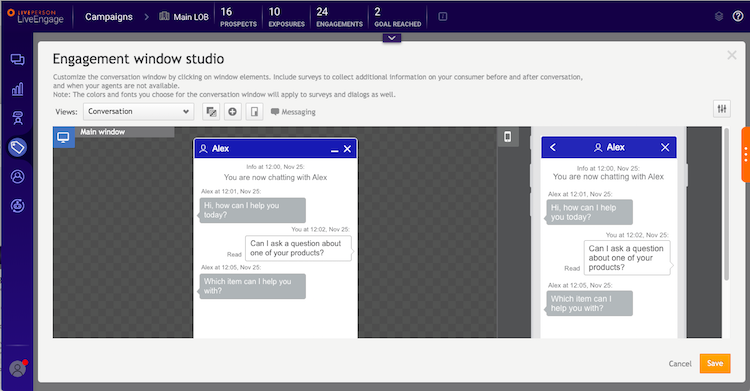 LIVEPERSON
LiveEngage
Campaigns
Main LOB
16
PROSPECTS
10
EXPOSURES
24
ENGAGEMENTS
2
GOAL REACHED
Engagement window studio
Customize the conversation window by clicking on window elements. Include surveys to collect additional information on your consumer before and after conversation,
and when your agents are not available.
Note: The colors and fonts you choose for the conversation window will apply to surveys and dialogs as well.
Views:
Conversation
Messaging
Main window
Alex
Info at 12:00, Nov 25:
You are now chatting with Alex
Alex at 12:01, Nov 25:
Hi, how can I help you
today?
You at 12:02, Nov 25:
Can I ask a question about
one of your products?
Read
Alex at 12:05, Nov 25:
Which item can I help you
with?
Alex
Info at 12:00, Nov 25:
You are now chatting with Alex
Alex at 12:01, Nov 25:
Hi, how can I help
you today?
You at 12:02, Nov 25:
Can I ask a question
about one of your
products?
Read
Alex at 12:05, Nov 25:
Which item can I
help you with?
Cancel
Save